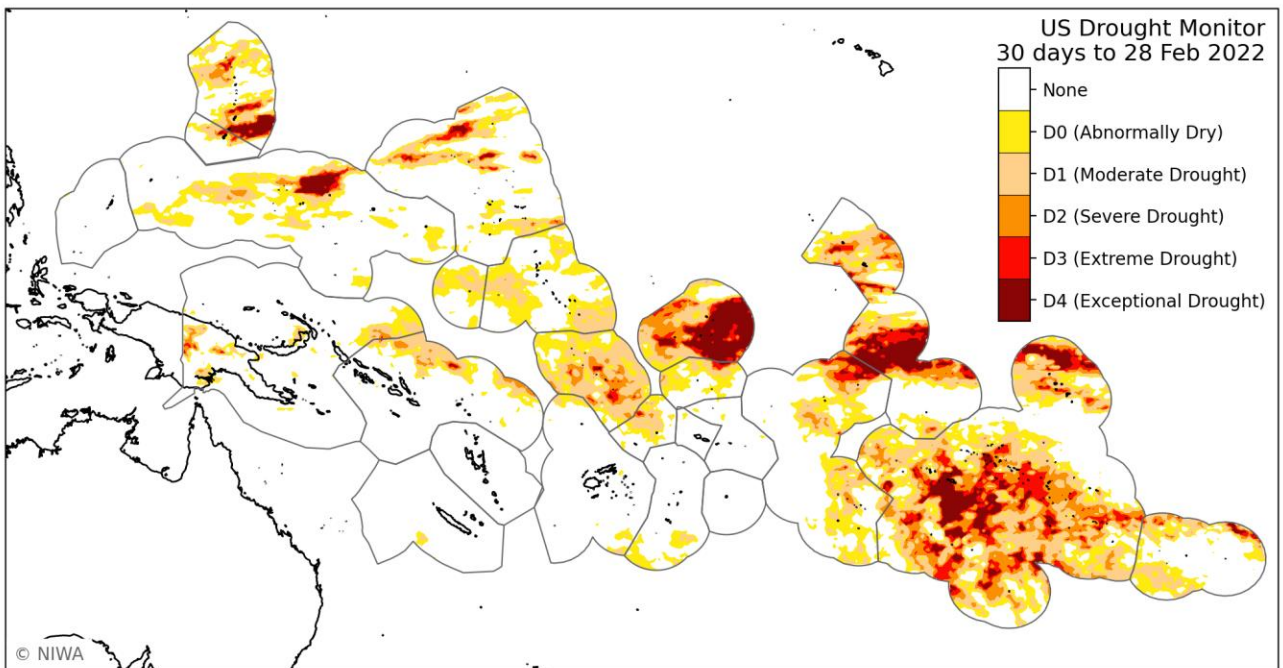 US Drought Monitor
30 days to 28 Feb 2022
None
D0 (Abnormally Dry)
D1 (Moderate Drought)
D2 (Severe Drought)
D3 (Extreme Drought)
D4 (Exceptional Drought)
© NIWA